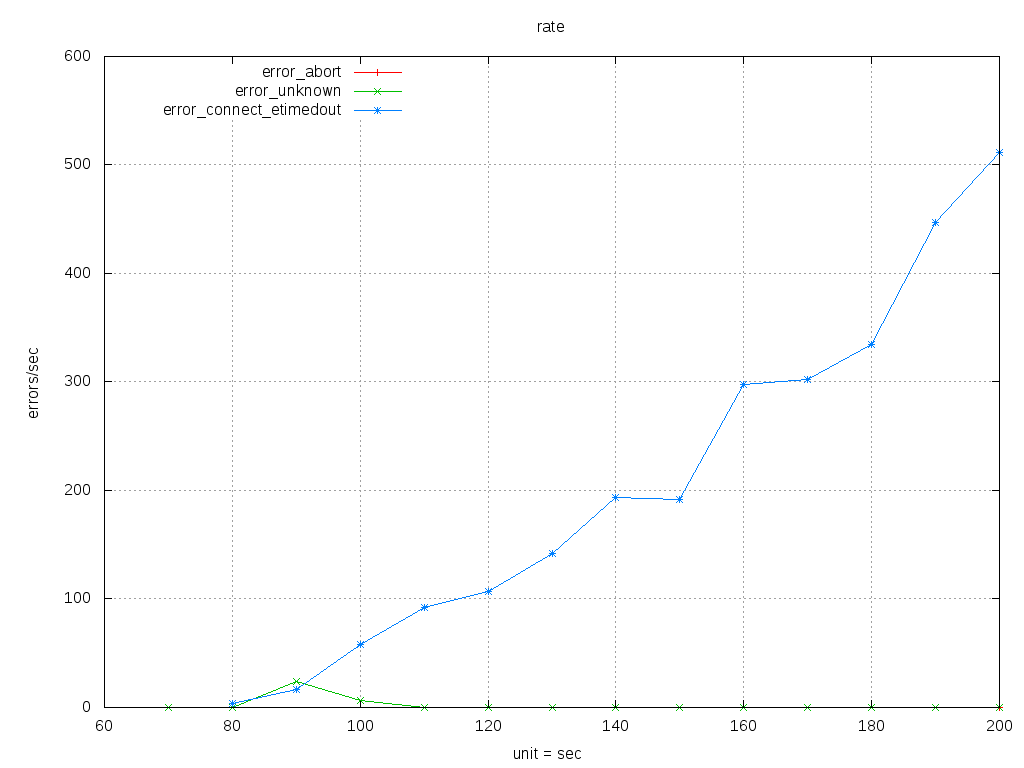 rate
600
error_abort
error_unknown
error_connect_etimedout
500
400
errors/sec
300
200
100
0
60 80 100 120 140 160 180 200
unit = sec